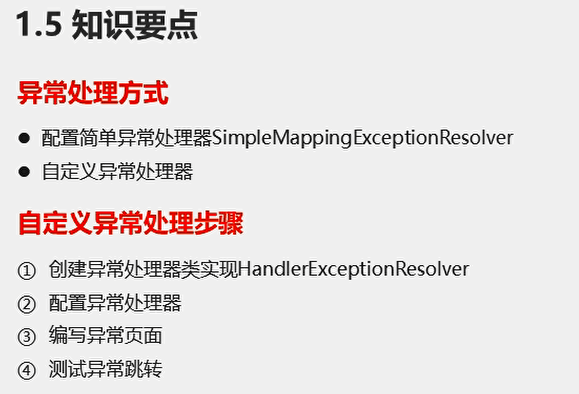 1.5 知识要点
异常处理方式
● 配置简单异常处理器SimpleMappingExceptionResolver
● 自定义异常处理器
自定义异常处理步骤
① 创建异常处理器类实现HandlerExceptionResolver
② 配置异常处理器
③ 编写异常页面
④ 测试异常跳转